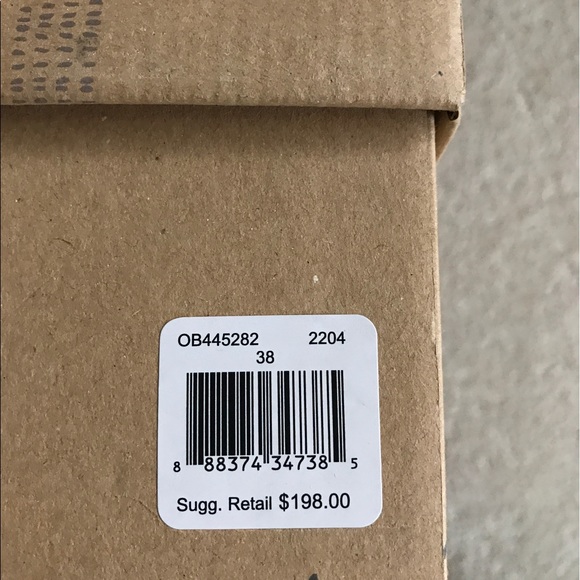 OB445282 2204
38
8 88374 34738 5
Sugg. Retail $198.00